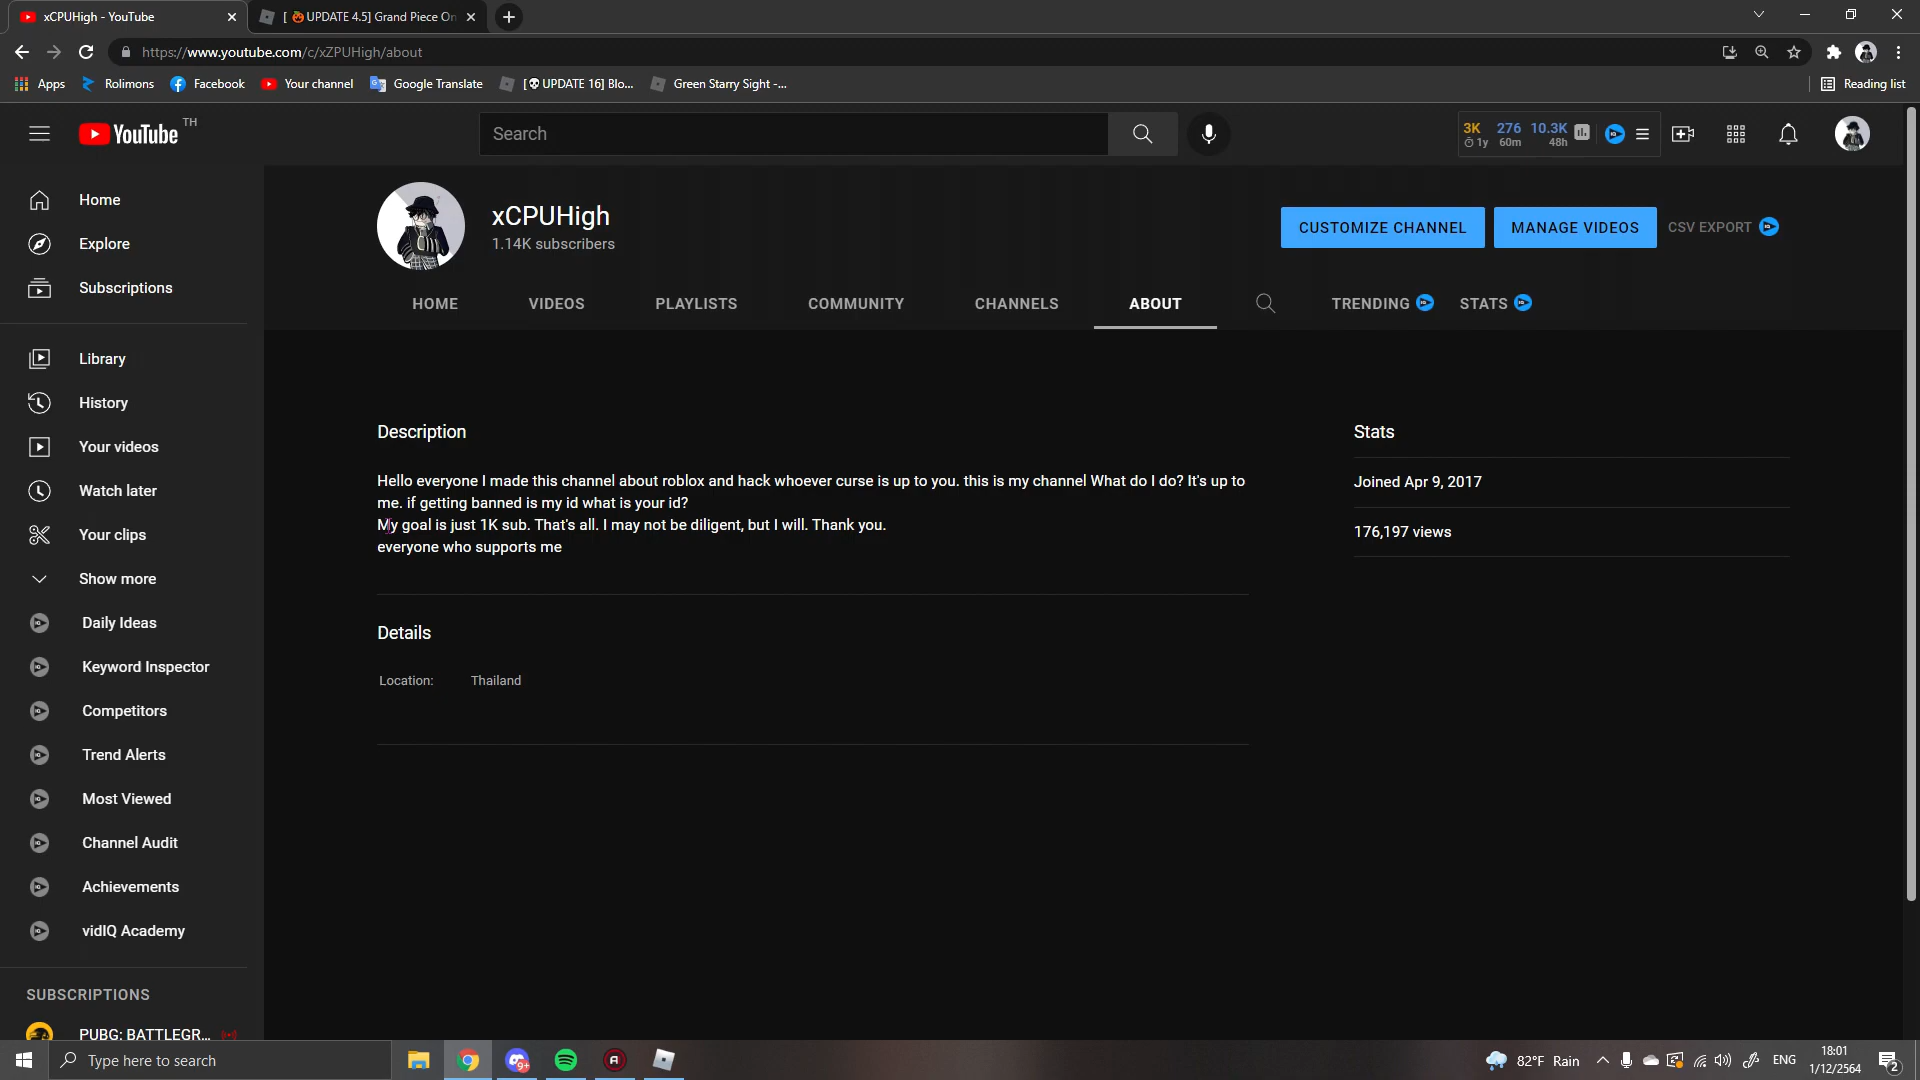 xCPUHigh - YouTube
[ 🎃UPDATE 4.5] Grand Piece On
https://www.youtube.com/c/xZPUHigh/about
Apps
Rolimons
Facebook
Your channel
Google Translate
[💀UPDATE 16] Blo...
Green Starry Sight -...
Reading list
YouTube TH
Search
3K 276 10.3K
1y 60m 48h
Home
Explore
Subscriptions
Library
History
Your videos
Watch later
Your clips
Show more
Daily Ideas
Keyword Inspector
Competitors
Trend Alerts
Most Viewed
Channel Audit
Achievements
vidIQ Academy
SUBSCRIPTIONS
PUBG: BATTLEGR...
xCPUHigh
1.14K subscribers
CUSTOMIZE CHANNEL
MANAGE VIDEOS
CSV EXPORT
HOME
VIDEOS
PLAYLISTS
COMMUNITY
CHANNELS
ABOUT
TRENDING
STATS
Description
Hello everyone I made this channel about roblox and hack whoever curse is up to you. this is my channel What do I do? It's up to
me. if getting banned is my id what is your id?
My goal is just 1K sub. That's all. I may not be diligent, but I will. Thank you.
everyone who supports me
Details
Location: Thailand
Stats
Joined Apr 9, 2017
176,197 views
Type here to search
9+
82°F Rain
ENG
18:01
1/12/2564
2